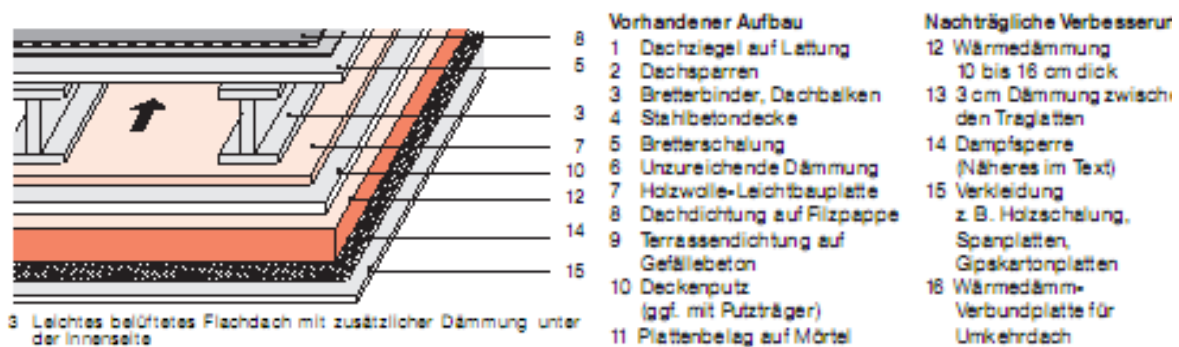 8
5
3
7
10
12
14
15
3 Leichtes belüftetes Flachdach mit zusätzlicher Dämmung unter
der Innenseite
Vorhandener Aufbau
1 Dachziegel auf Lattung
2 Dachsparren
3 Bretterbinder, Dachbalken
4 Stahlbetondecke
5 Bretterschalung
6 Unzureichende Dämmung
7 Holzwolle-Leichtbauplatte
8 Dachdichtung auf Filzpappe
9 Terrassendichtung auf
Gefällebeton
10 Deckenputz
(ggf. mit Putzträger)
11 Plattenbelag auf Mörtel
Nachträgliche Verbesserun
12 Wärmedämmung
10 bis 16 cm dick
13 3 cm Dämmung zwische
den Traglatten
14 Dampfsperre
(Näheres im Text)
15 Verkleidung
z. B. Holzschalung,
Spanplatten,
Gipskartonplatten
16 Wärmedämm-
Verbundplatte für
Umkehrdach